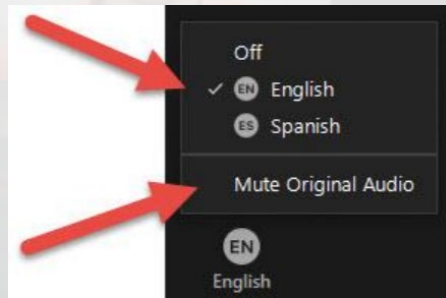 Off
EN English
ES Spanish
Mute Original Audio
EN
English